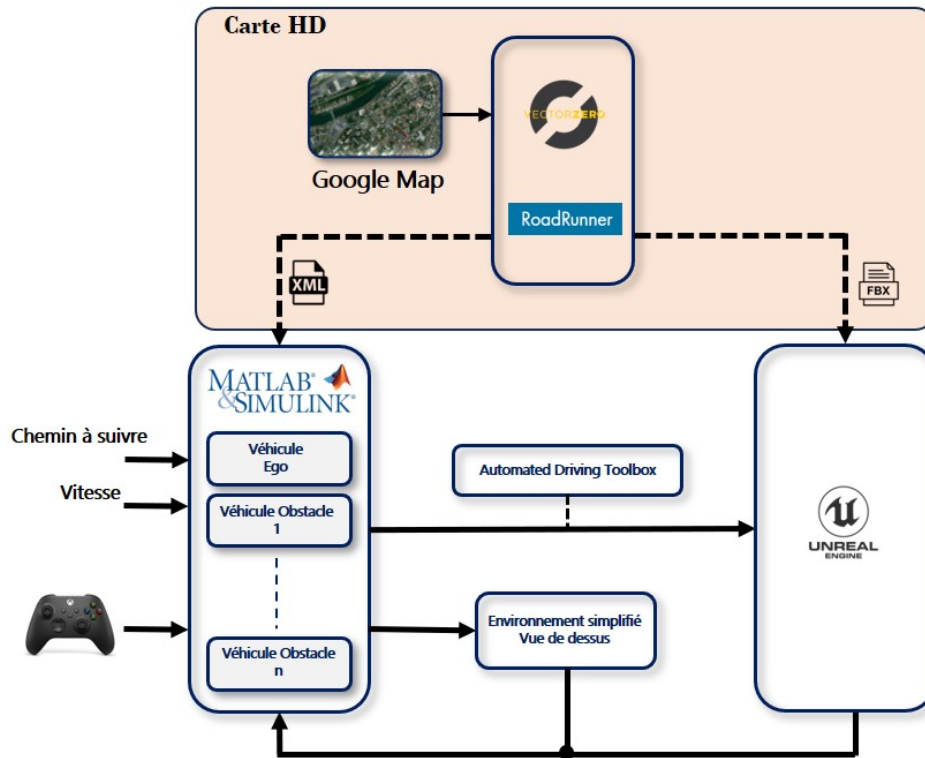 Carte HD
VECTORZERO
Google Map
RoadRunner
XML
FBX
MATLAB®
&SIMULINK®
Chemin à suivre
Véhicule
Ego
Automated Driving Toolbox
Vitesse
Véhicule Obstacle
1
UNREAL
ENGINE
Environnement simplifié
Vue de dessus
Véhicule Obstacle
n